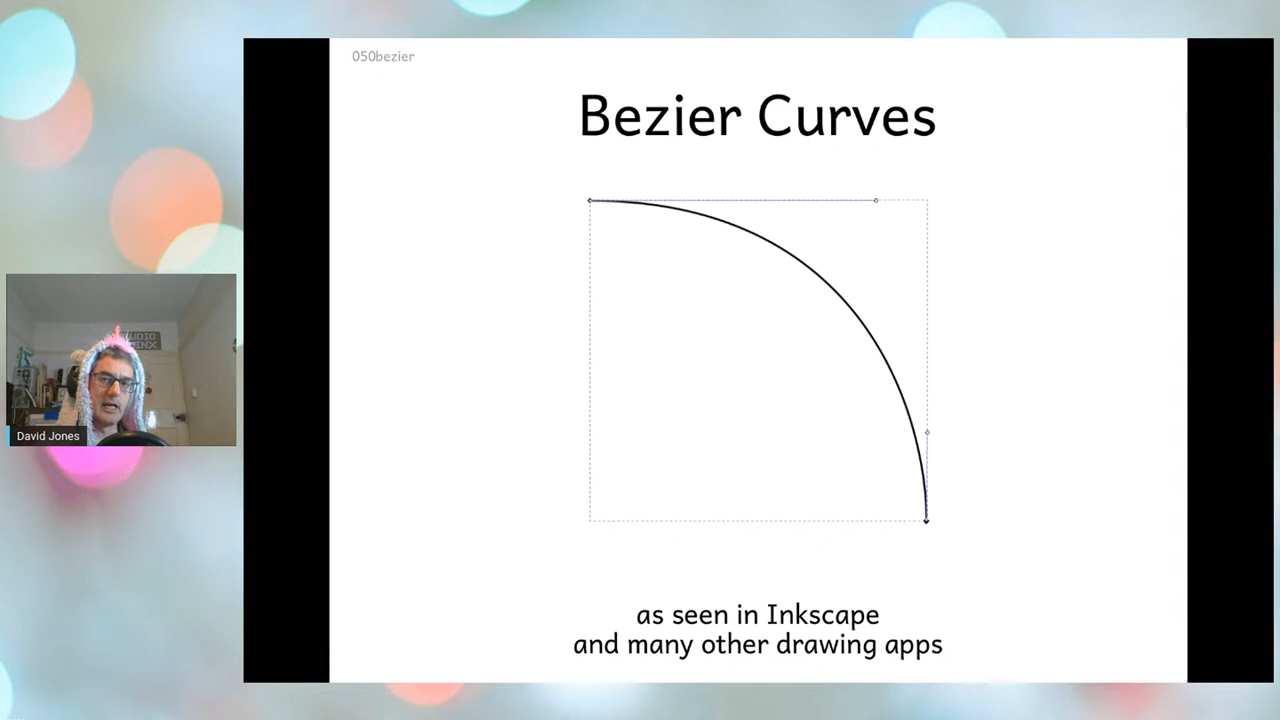 050bezier
Bezier Curves
as seen in Inkscape
and many other drawing apps
David Jones